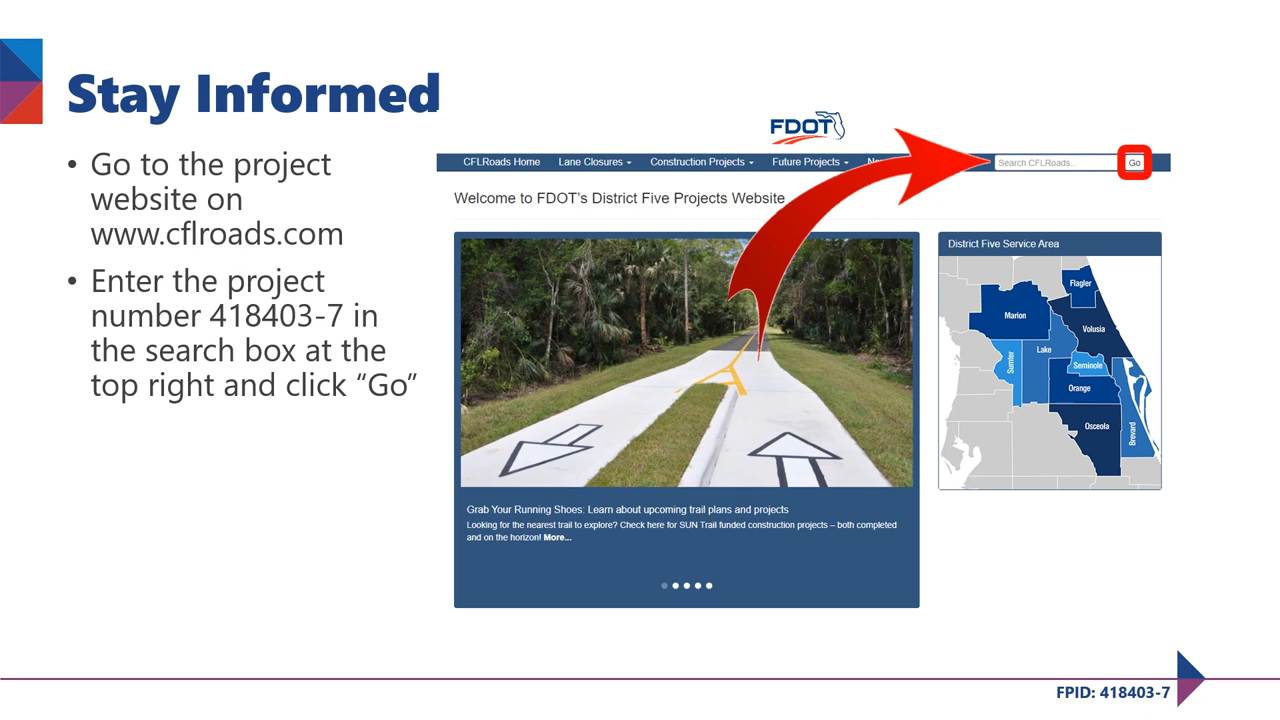 Stay Informed
• Go to the project
website on
www.cflroads.com
• Enter the project
number 418403-7 in
the search box at the
top right and click “Go”
FDOT
CFLRoads Home Lane Closures Construction Projects Future Projects
Search CFLRoads... Go
Welcome to FDOT's District Five Projects Website
Grab Your Running Shoes: Learn about upcoming trail plans and projects
Looking for the nearest trail to explore? Check here for SUN Trail funded construction projects – both completed
and on the horizon! More...
District Five Service Area
Flagler
Marion
Volusia
Lake
Sumter
Seminole
Orange
Osceola
Brevard
FPID: 418403-7